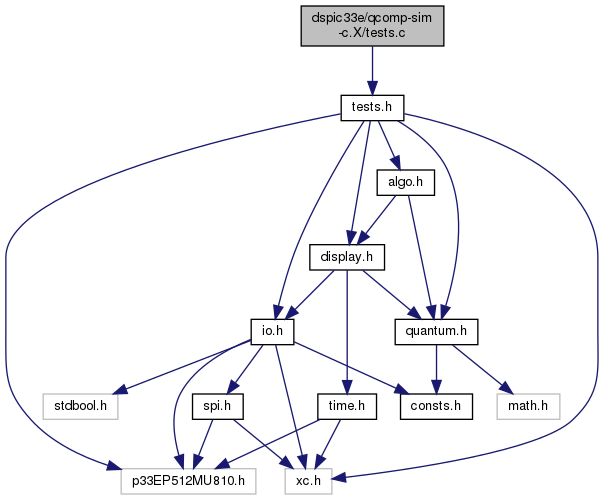 dspic33e/qcomp-sim
-c.X/tests.c
tests.h
algo.h
display.h
io.h
quantum.h
stdbool.h
spi.h
time.h
consts.h
math.h
p33EP512MU810.h
xc.h